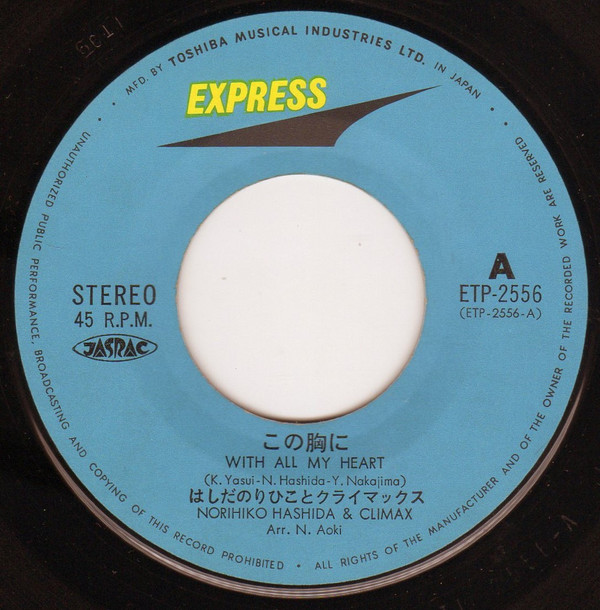 • MFD. BY TOSHIBA MUSICAL INDUSTRIES LTD. IN JAPAN •
EXPRESS
STEREO
45 R.P.M.
JASRAC
A
ETP-2556
(ETP-2556-A)
この胸に
WITH ALL MY HEART
(K. Yasui-N. Hashida-Y. Nakajima)
はしだのりひことクライマックス
NORIHIKO HASHIDA & CLIMAX
Arr. N. Aoki
UNAUTHORIZED PUBLIC PERFORMANCE, BROADCASTING AND COPYING OF THIS RECORD PROHIBITED • ALL RIGHTS OF THE MANUFACTURER AND OF THE OWNER OF THE RECORDED WORK ARE RESERVED